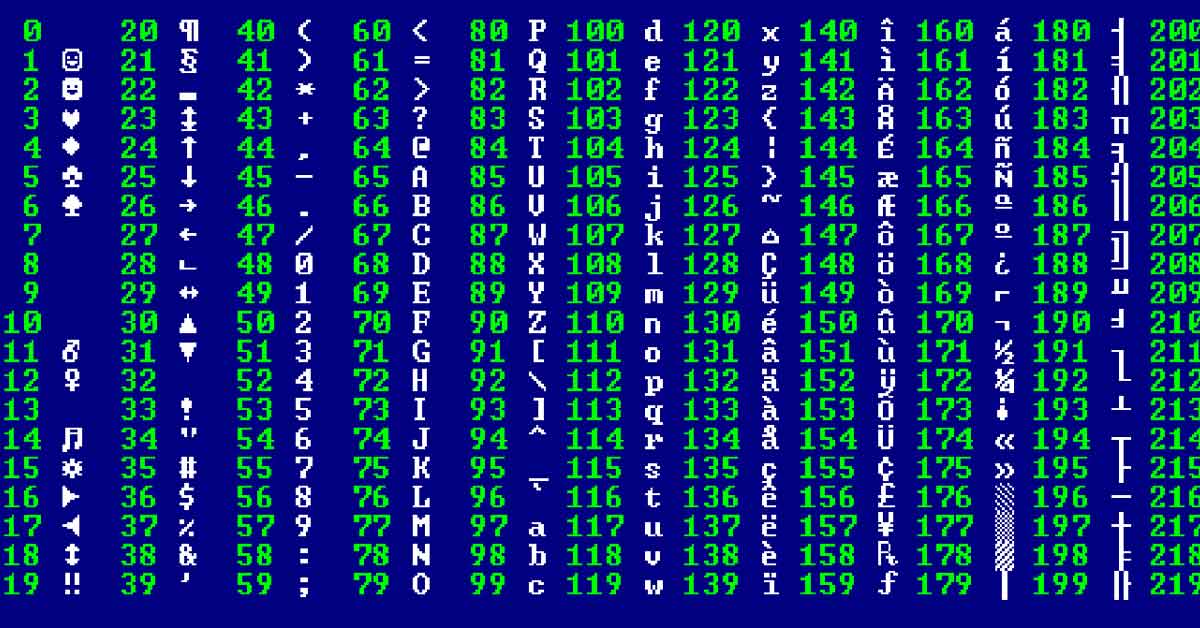 0 20 ¶ 40 ( 60 < 80 P 100 d 120 x 140 î 160 á 180 ┤ 200
1 ☺ 21 § 41 ) 61 = 81 Q 101 e 121 y 141 ì 161 í 181 ╡ 201
2 ☻ 22 ▬ 42 * 62 > 82 R 102 f 122 z 142 Ä 162 ó 182 ╢ 202
3 ♥ 23 ↨ 43 + 63 ? 83 S 103 g 123 { 143 Å 163 ú 183 ╖ 203
4 ♦ 24 ↑ 44 , 64 @ 84 T 104 h 124 ¦ 144 É 164 ñ 184 ╕ 204
5 ♣ 25 ↓ 45 - 65 A 85 U 105 i 125 } 145 æ 165 Ñ 185 ╣ 205
6 ♠ 26 → 46 . 66 B 86 V 106 j 126 ~ 146 Æ 166 ª 186 ║ 206
7 27 ← 47 / 67 C 87 W 107 k 127 ⌂ 147 ô 167 º 187 ╗ 207
8 28 ∟ 48 0 68 D 88 X 108 l 128 Ç 148 ö 168 ¿ 188 ╝ 208
9 29 ↔ 49 1 69 E 89 Y 109 m 129 ü 149 ò 169 ⌐ 189 ╜ 209
10 30 ▲ 50 2 70 F 90 Z 110 n 130 é 150 û 170 ¬ 190 ╛ 210
11 ♂ 31 ▼ 51 3 71 G 91 [ 111 o 131 â 151 ù 171 ½ 191 ┐ 211
12 ♀ 32 52 4 72 H 92 \ 112 p 132 ä 152 ÿ 172 ¼ 192 └ 212
13 33 ! 53 5 73 I 93 ] 113 q 133 à 153 Ö 173 ¡ 193 ┴ 213
14 ♫ 34 " 54 6 74 J 94 ^ 114 r 134 å 154 Ü 174 « 194 ┬ 214
15 ☼ 35 # 55 7 75 K 95 _ 115 s 135 ç 155 ¢ 175 » 195 ├ 215
16 ► 36 $ 56 8 76 L 96 ` 116 t 136 ê 156 £ 176 ░ 196 ─ 216
17 ◄ 37 % 57 9 77 M 97 a 117 u 137 ë 157 ¥ 177 ▒ 197 ┼ 217
18 ↕ 38 & 58 : 78 N 98 b 118 v 138 è 158 ₧ 178 ▓ 198 ╞ 218
19 ‼ 39 ' 59 ; 79 O 99 c 119 w 139 ï 159 ƒ 179 │ 199 ╟ 219